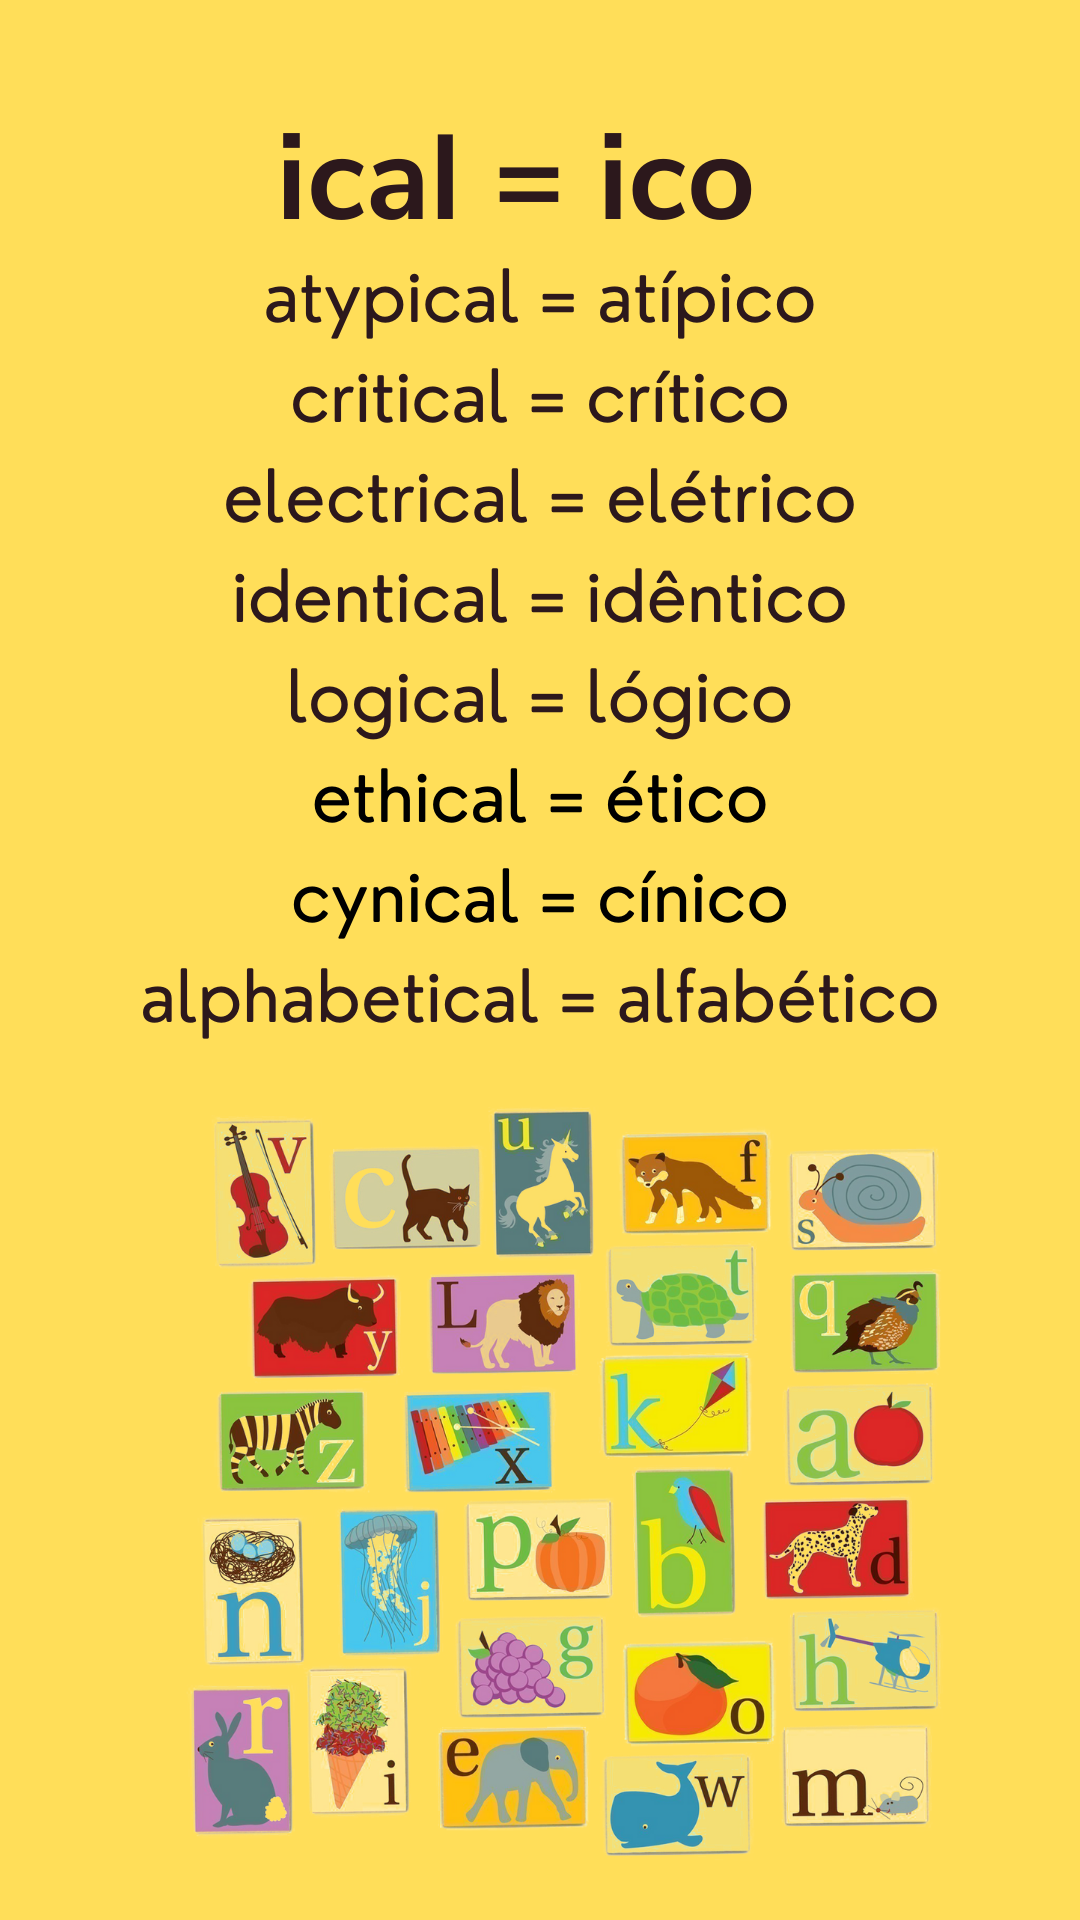 ical = ico
atypical = atípico
critical = crítico
electrical = elétrico
identical = idêntico
logical = lógico
ethical = ético
cynical = cínico
alphabetical = alfabético
v
c
u
f
s
y
L
t
q
z
x
k
a
n
j
p
b
d
g
o
h
r
i
e
w
m